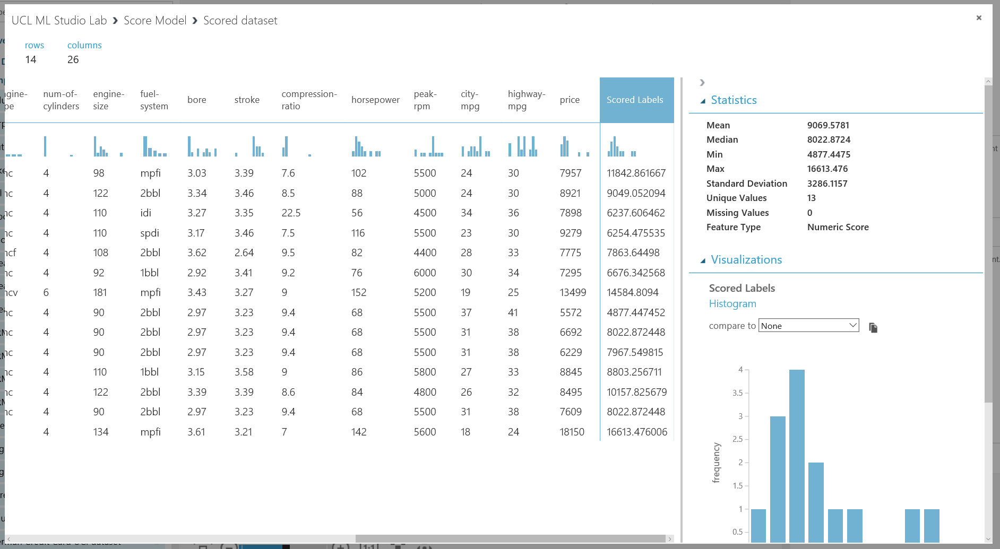 UCL ML Studio Lab › Score Model › Scored dataset
rows columns
14 26
num-of-cylinders engine-size fuel-system bore stroke compression-ratio horsepower peak-rpm city-mpg highway-mpg price Scored Labels
4 98 mpfi 3.03 3.39 7.6 102 5500 24 30 7957 11842.861667
4 122 2bbl 3.34 3.46 8.5 88 5000 24 30 8921 9049.052094
4 110 idi 3.27 3.35 22.5 56 4500 34 36 7898 6237.606462
4 110 spdi 3.17 3.46 7.5 116 5500 23 30 9279 6254.475535
4 108 2bbl 3.62 2.64 9.5 82 4400 28 33 7775 7863.64498
4 92 1bbl 2.92 3.41 9.2 76 6000 30 34 7295 6676.342568
6 181 mpfi 3.43 3.27 9 152 5200 19 25 13499 14584.8094
4 90 2bbl 2.97 3.23 9.4 68 5500 37 41 5572 4877.447452
4 90 2bbl 2.97 3.23 9.4 68 5500 31 38 6692 8022.872448
4 90 2bbl 2.97 3.23 9.4 68 5500 31 38 6229 7967.549815
4 110 1bbl 3.15 3.58 9 86 5800 27 33 8845 8803.256711
4 122 2bbl 3.39 3.39 8.6 84 4800 26 32 8495 10157.825679
4 90 2bbl 2.97 3.23 9.4 68 5500 31 38 7609 8022.872448
4 134 mpfi 3.61 3.21 7 142 5600 18 24 18150 16613.476006
Statistics
Mean 9069.5781
Median 8022.8724
Min 4877.4475
Max 16613.476
Standard Deviation 3286.1157
Unique Values 13
Missing Values 0
Feature Type Numeric Score
Visualizations
Scored Labels
Histogram
compare to None
4
3.5
3
2.5
2
1.5
1
0.5
frequency